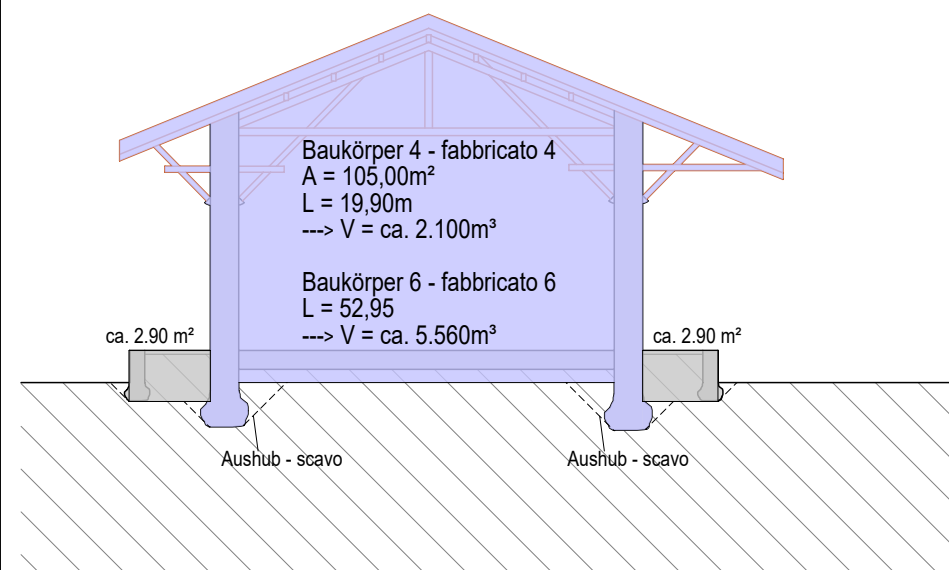 Baukörper 4 - fabbricato 4
A = 105,00m²
L = 19,90m
---> V = ca. 2.100m³
Baukörper 6 - fabbricato 6
L = 52,95
---> V = ca. 5.560m³
ca. 2.90 m²
ca. 2.90 m²
Aushub - scavo
Aushub - scavo